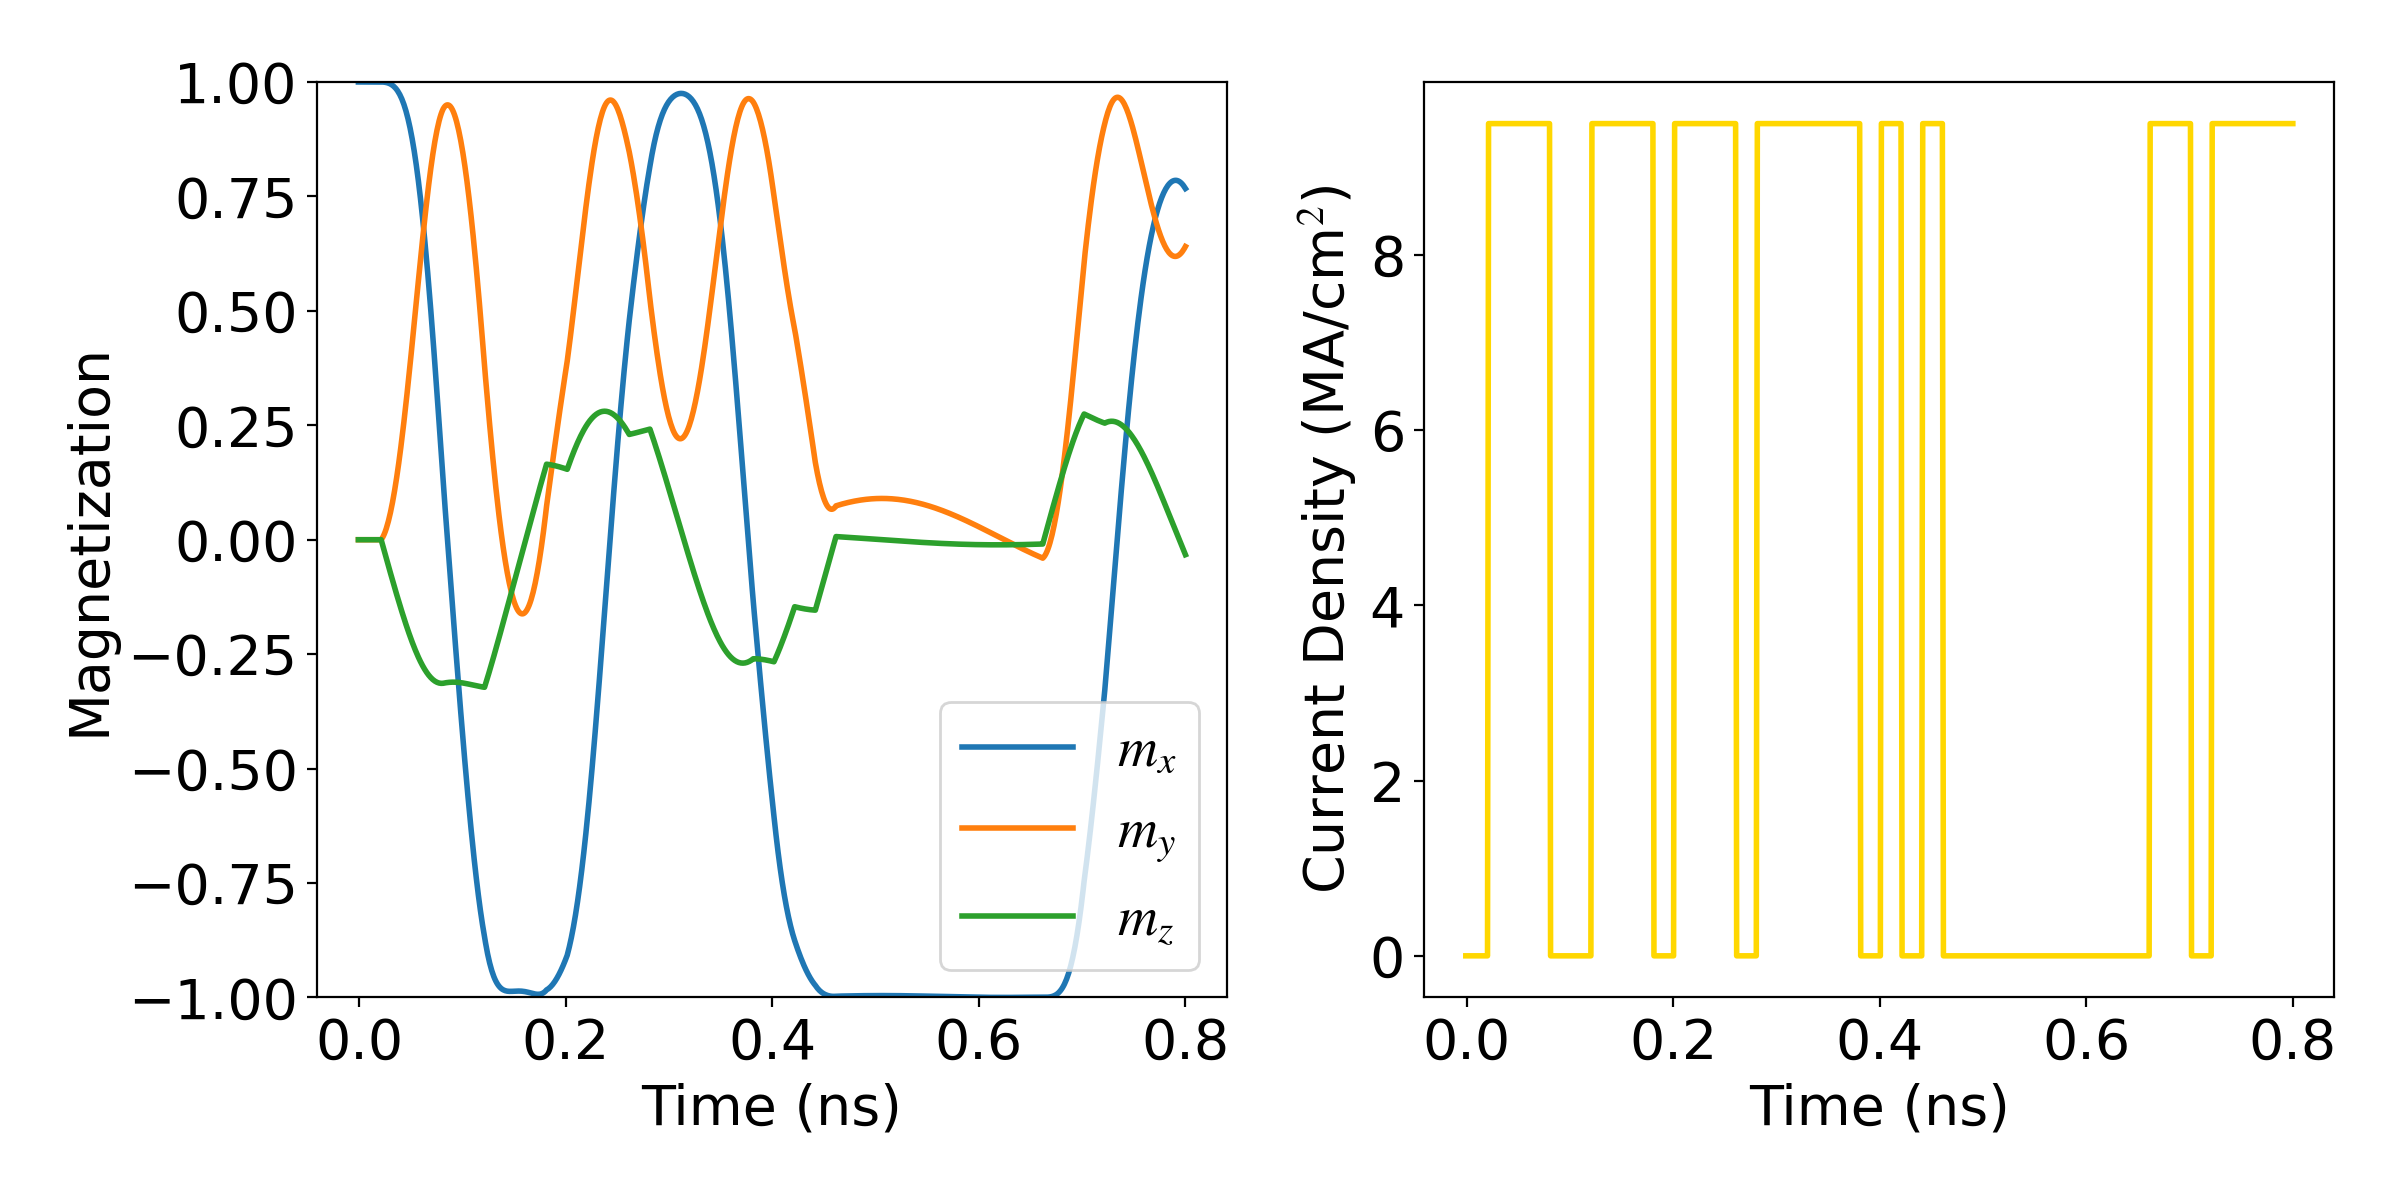 1.00
0.75
0.50
0.25
0.00
−0.25
−0.50
−0.75
−1.00
Magnetization
0.0 0.2 0.4 0.6 0.8
Time (ns)
m_x
m_y
m_z
8
6
4
2
0
Current Density (MA/cm²)
0.0 0.2 0.4 0.6 0.8
Time (ns)